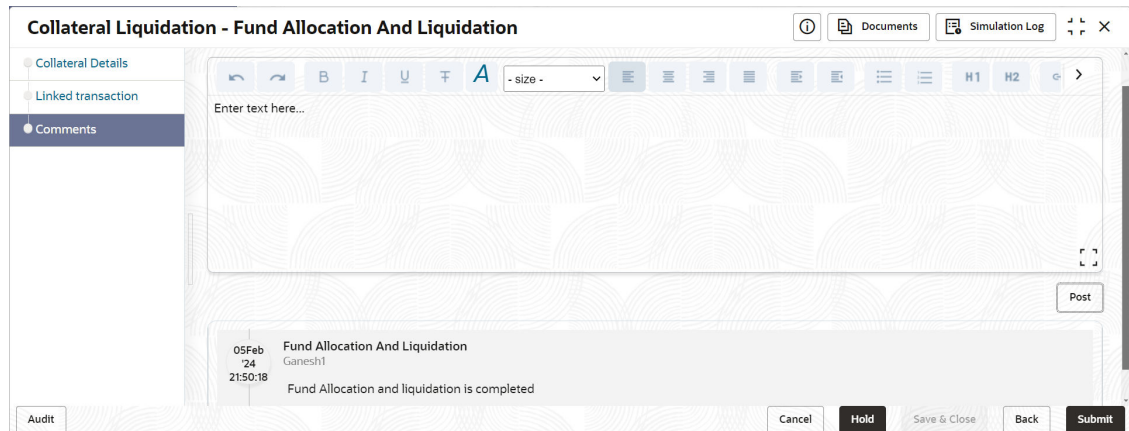 Collateral Liquidation - Fund Allocation And Liquidation
Documents
Simulation Log
Collateral Details
Linked transaction
Comments
B I U T A - size - H1 H2
Enter text here...
Post
05Feb '24 21:50:18
Fund Allocation And Liquidation
Ganesh1
Fund Allocation and liquidation is completed
Audit
Cancel
Hold
Save & Close
Back
Submit